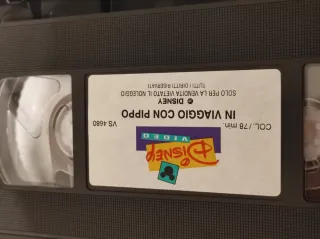 DISNEY
VIDEO
COL./78 min.
VS 4680
IN VIAGGIO CON PIPPO
© DISNEY
SOLO PER LA VENDITA VIETATO IL NOLEGGIO
TUTTI I DIRITTI RISERVATI